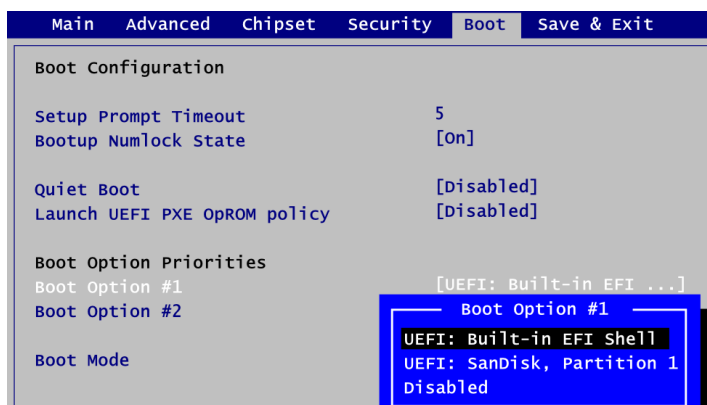 Main Advanced Chipset Security Boot Save & Exit
Boot Configuration
Setup Prompt Timeout 5
Bootup Numlock State [On]
Quiet Boot [Disabled]
Launch UEFI PXE OpROM policy [Disabled]
Boot Option Priorities
Boot Option #1 [UEFI: Built-in EFI ...]
Boot Option #2
Boot Mode
Boot Option #1
UEFI: Built-in EFI Shell
UEFI: SanDisk, Partition 1
Disabled